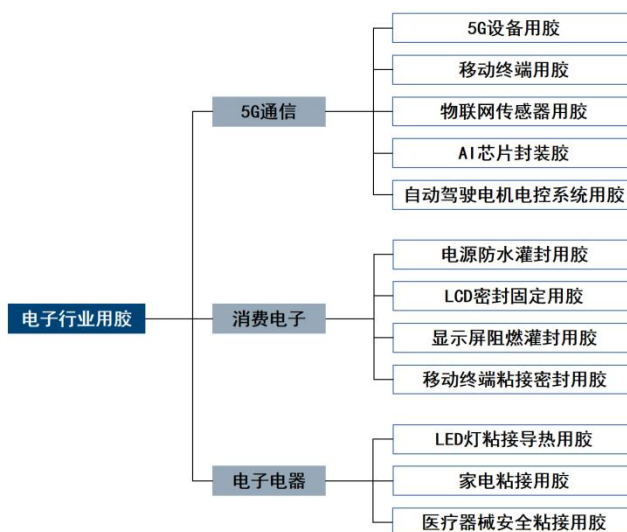 电子行业用胶
5G通信
5G设备用胶
移动终端用胶
物联网传感器用胶
AI芯片封装胶
自动驾驶电机电控系统用胶
消费电子
电源防水灌封用胶
LCD密封固定用胶
显示屏阻燃灌封用胶
移动终端粘接密封用胶
电子电器
LED灯粘接导热用胶
家电粘接用胶
医疗器械安全粘接用胶